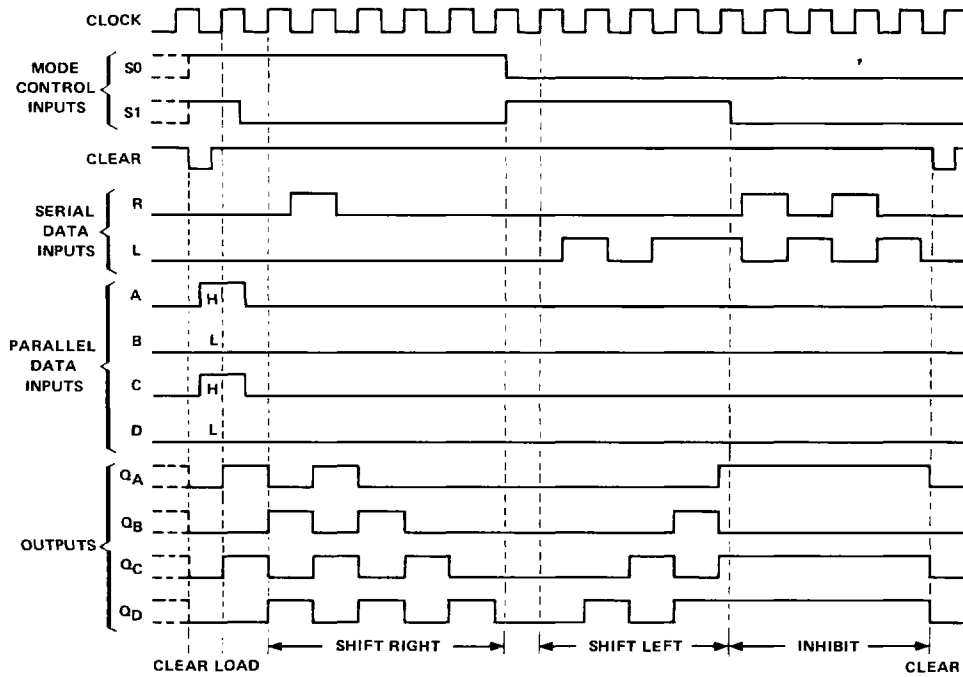 CLOCK
MODE
CONTROL
INPUTS
S0
S1
CLEAR
SERIAL
DATA
INPUTS
R
L
PARALLEL
DATA
INPUTS
A
H
B
L
C
H
D
L
OUTPUTS
QA
QB
QC
QD
SHIFT RIGHT
SHIFT LEFT
INHIBIT
CLEAR LOAD
CLEAR